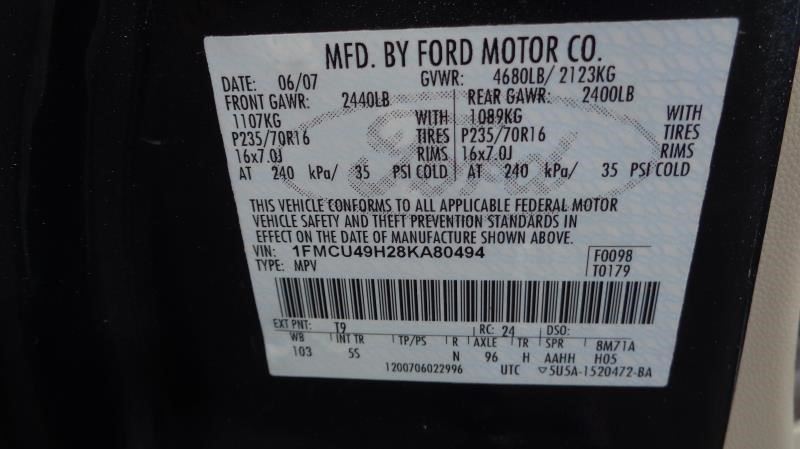 MFD. BY FORD MOTOR CO.
DATE: 06/07 GVWR: 4680LB/ 2123KG
FRONT GAWR: 2440LB REAR GAWR: 2400LB
1107KG WITH 1089KG WITH
P235/70R16 TIRES P235/70R16 TIRES
16x7.0J RIMS 16x7.0J RIMS
AT 240 kPa/ 35 PSI COLD AT 240 kPa/ 35 PSI COLD
Ford
THIS VEHICLE CONFORMS TO ALL APPLICABLE FEDERAL MOTOR
VEHICLE SAFETY AND THEFT PREVENTION STANDARDS IN
EFFECT ON THE DATE OF MANUFACTURE SHOWN ABOVE.
VIN: 1FMCU49H28KA80494 F0098
TYPE: MPV T0179
EXT PNT: T9 RC: 24 DSO:
WB INT TR TP/PS R AXLE TR SPR 8M71A
103 5S N 96 H AAHH H05
1200706022996 UTC ▽5U5A-1520472-BA